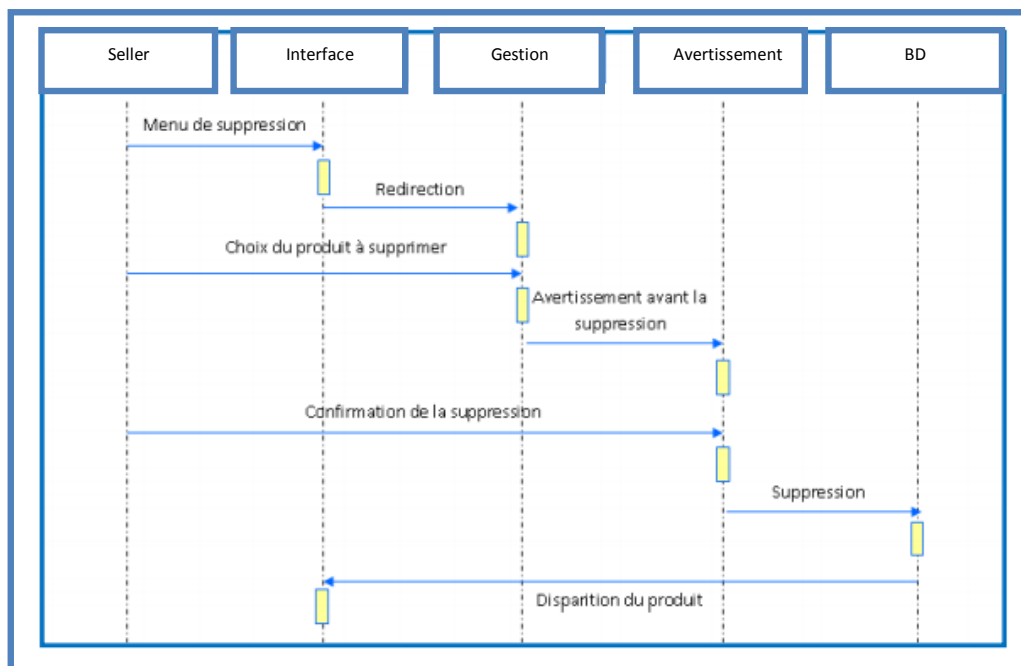 Seller
Interface
Gestion
Avertissement
BD
Menu de suppression
Redirection
Choix du produit à supprimer
Avertissement avant la
suppression
Confirmation de la suppression
Suppression
Disparition du produit